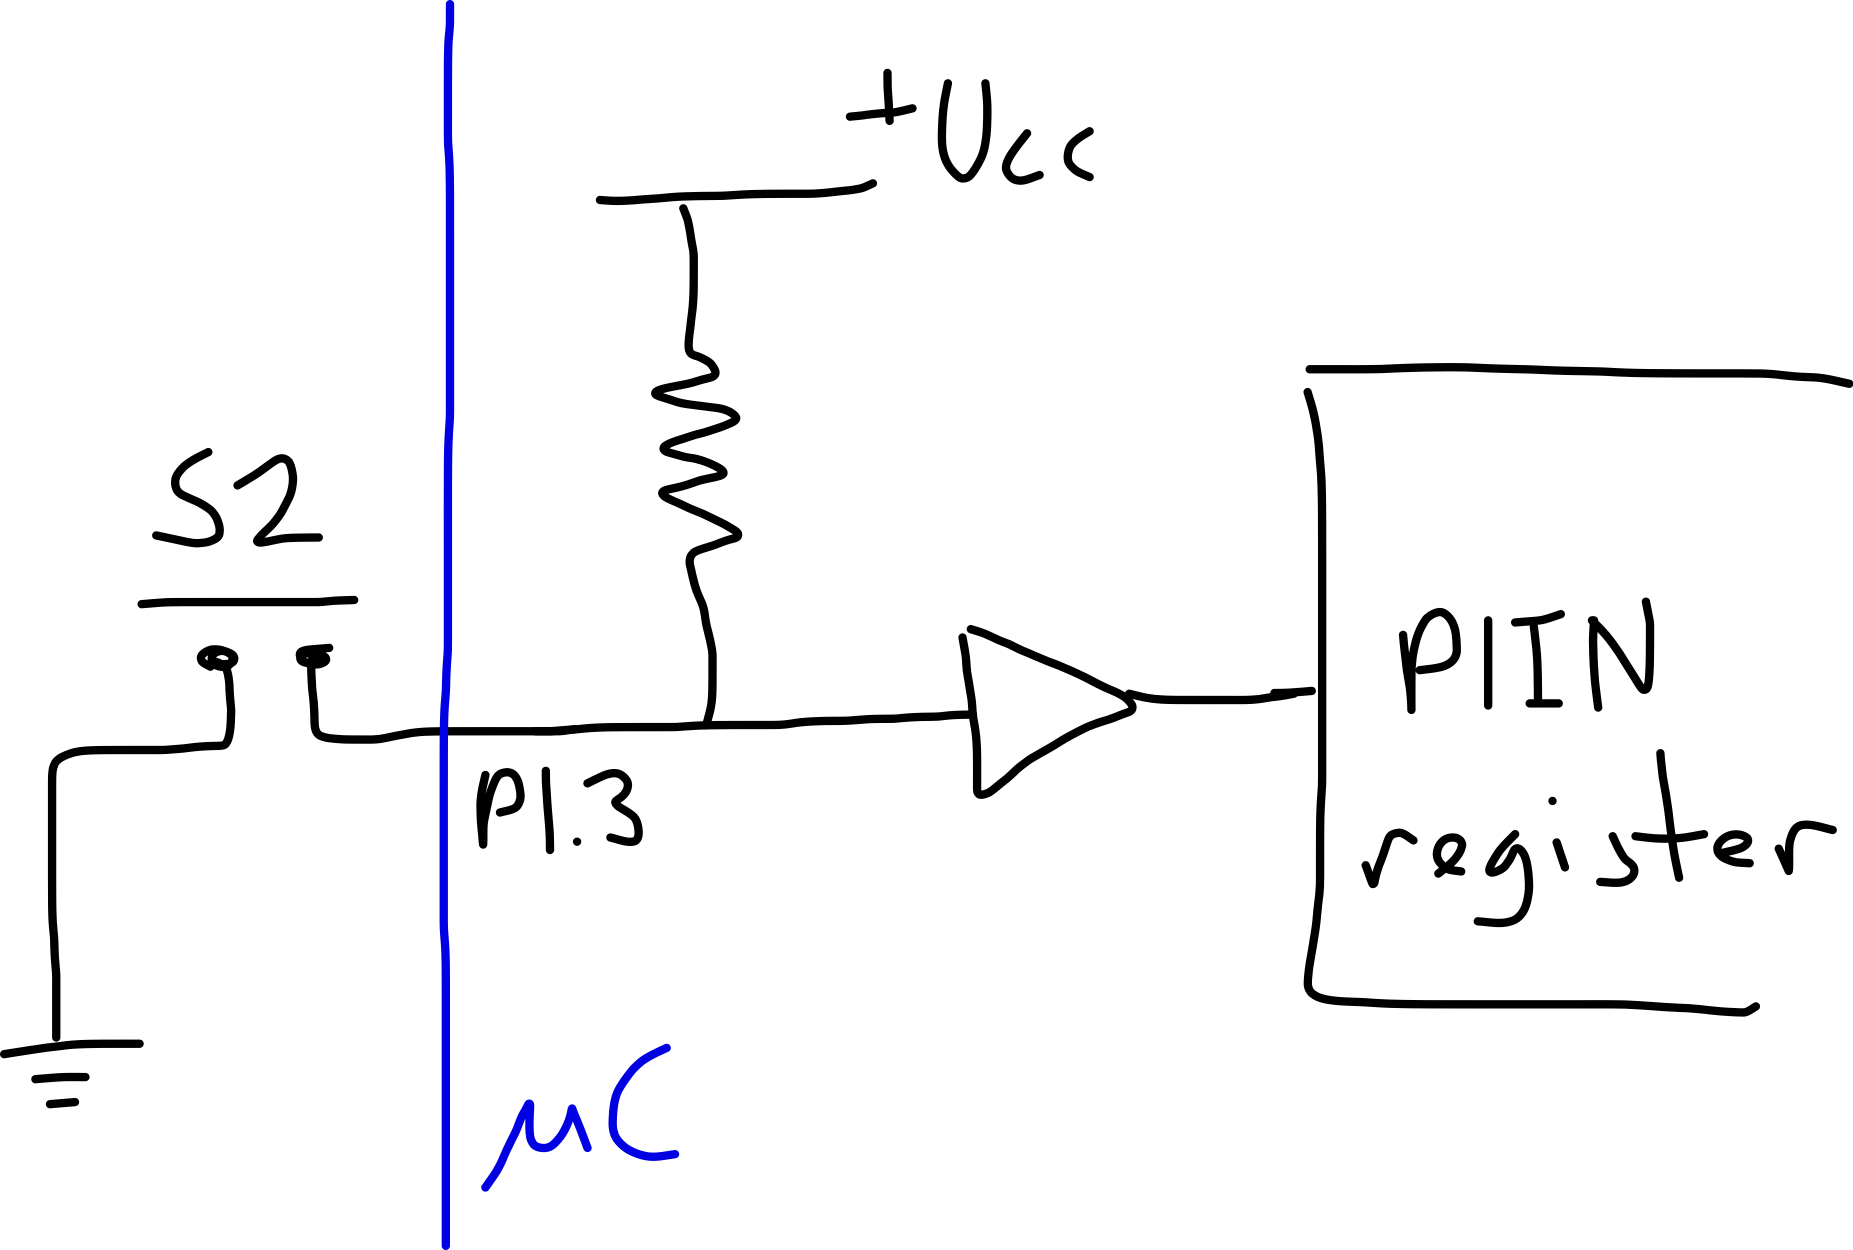 +Ucc
S2
P1IN
register
P1.3
μC